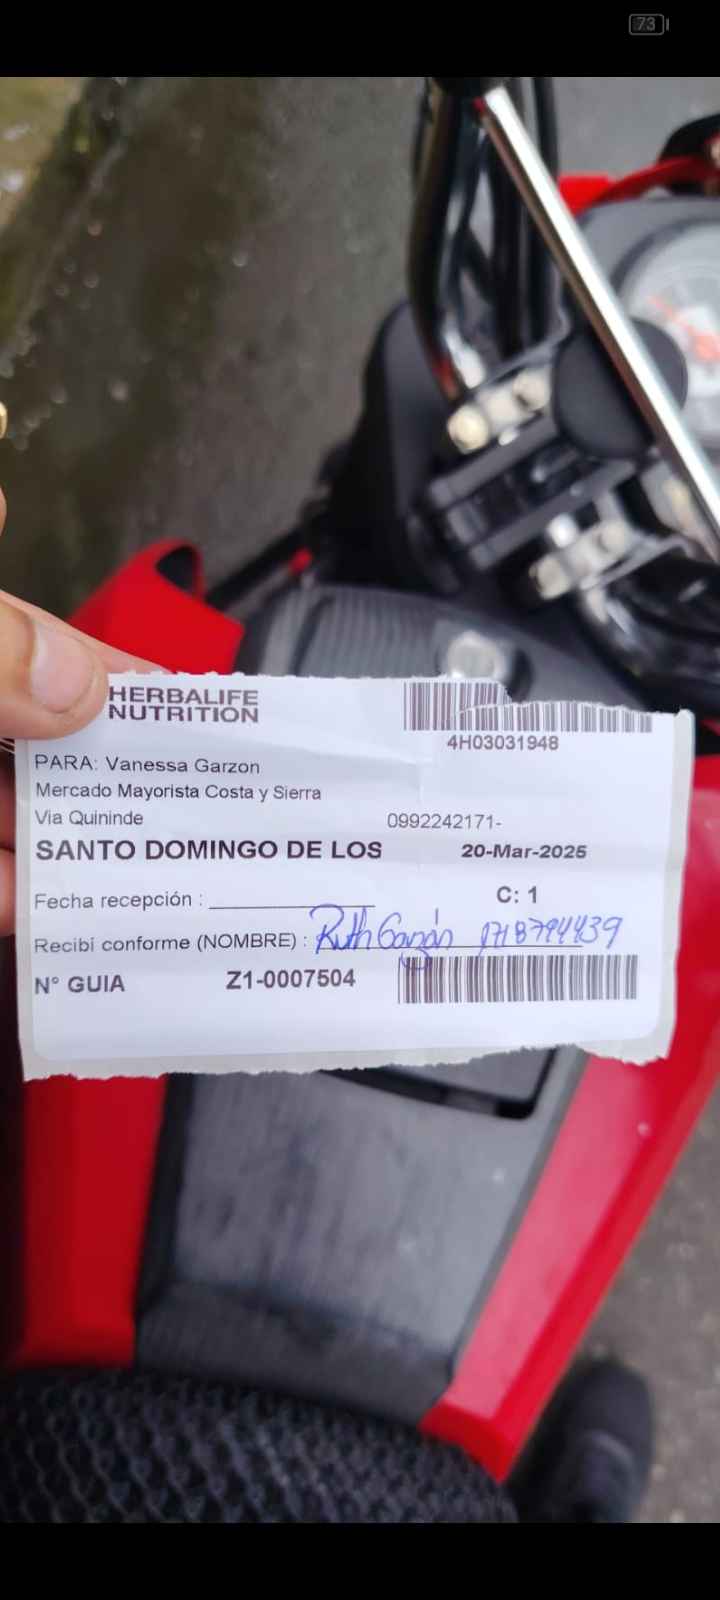 73
HERBALIFE
NUTRITION
4H03031948
PARA: Vanessa Garzon
Mercado Mayorista Costa y Sierra
Via Quininde 0992242171-
SANTO DOMINGO DE LOS 20-Mar-2025
Fecha recepción : C: 1
Recibí conforme (NOMBRE) : Ruth Garzón 1718794439
N° GUIA Z1-0007504